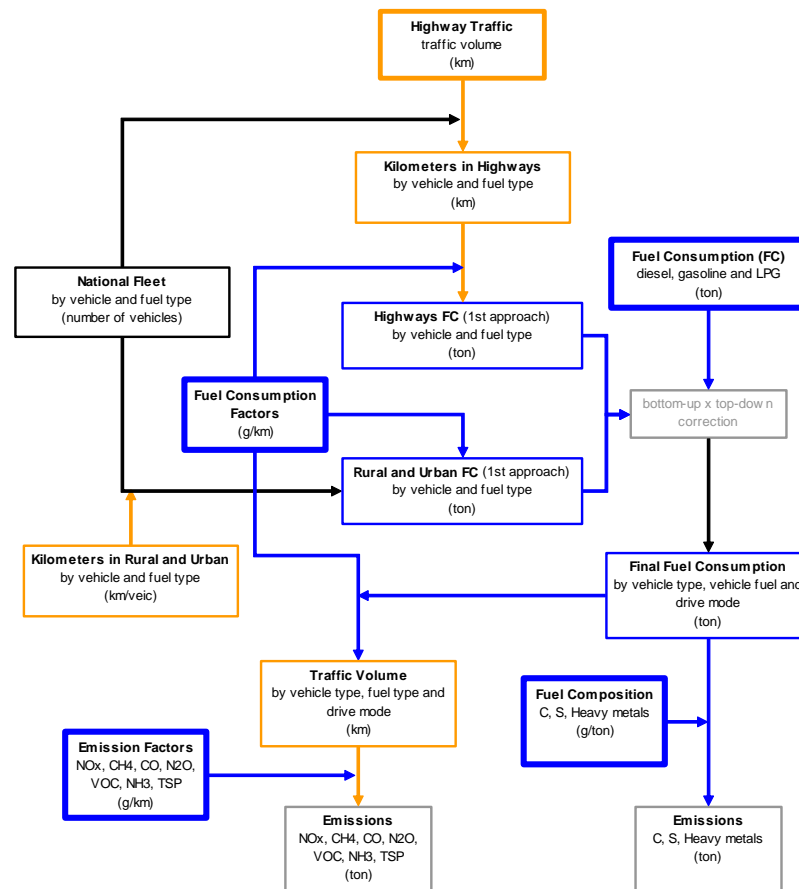 Highway Traffic
traffic volume
(km)
Kilometers in Highways
by vehicle and fuel type
(km)
Fuel Consumption (FC)
diesel, gasoline and LPG
(ton)
National Fleet
by vehicle and fuel type
(number of vehicles)
Highways FC (1st approach)
by vehicle and fuel type
(ton)
Fuel Consumption
Factors
(g/km)
bottom-up x top-down
correction
Rural and Urban FC (1st approach)
by vehicle and fuel type
(ton)
Kilometers in Rural and Urban
by vehicle and fuel type
(km/veic)
Final Fuel Consumption
by vehicle type, vehicle fuel and
drive mode
(ton)
Traffic Volume
by vehicle type, fuel type and
drive mode
(km)
Fuel Composition
C, S, Heavy metals
(g/ton)
Emission Factors
NOx, CH4, CO, N2O,
VOC, NH3, TSP
(g/km)
Emissions
NOx, CH4, CO, N2O,
VOC, NH3, TSP
(ton)
Emissions
C, S, Heavy metals
(ton)